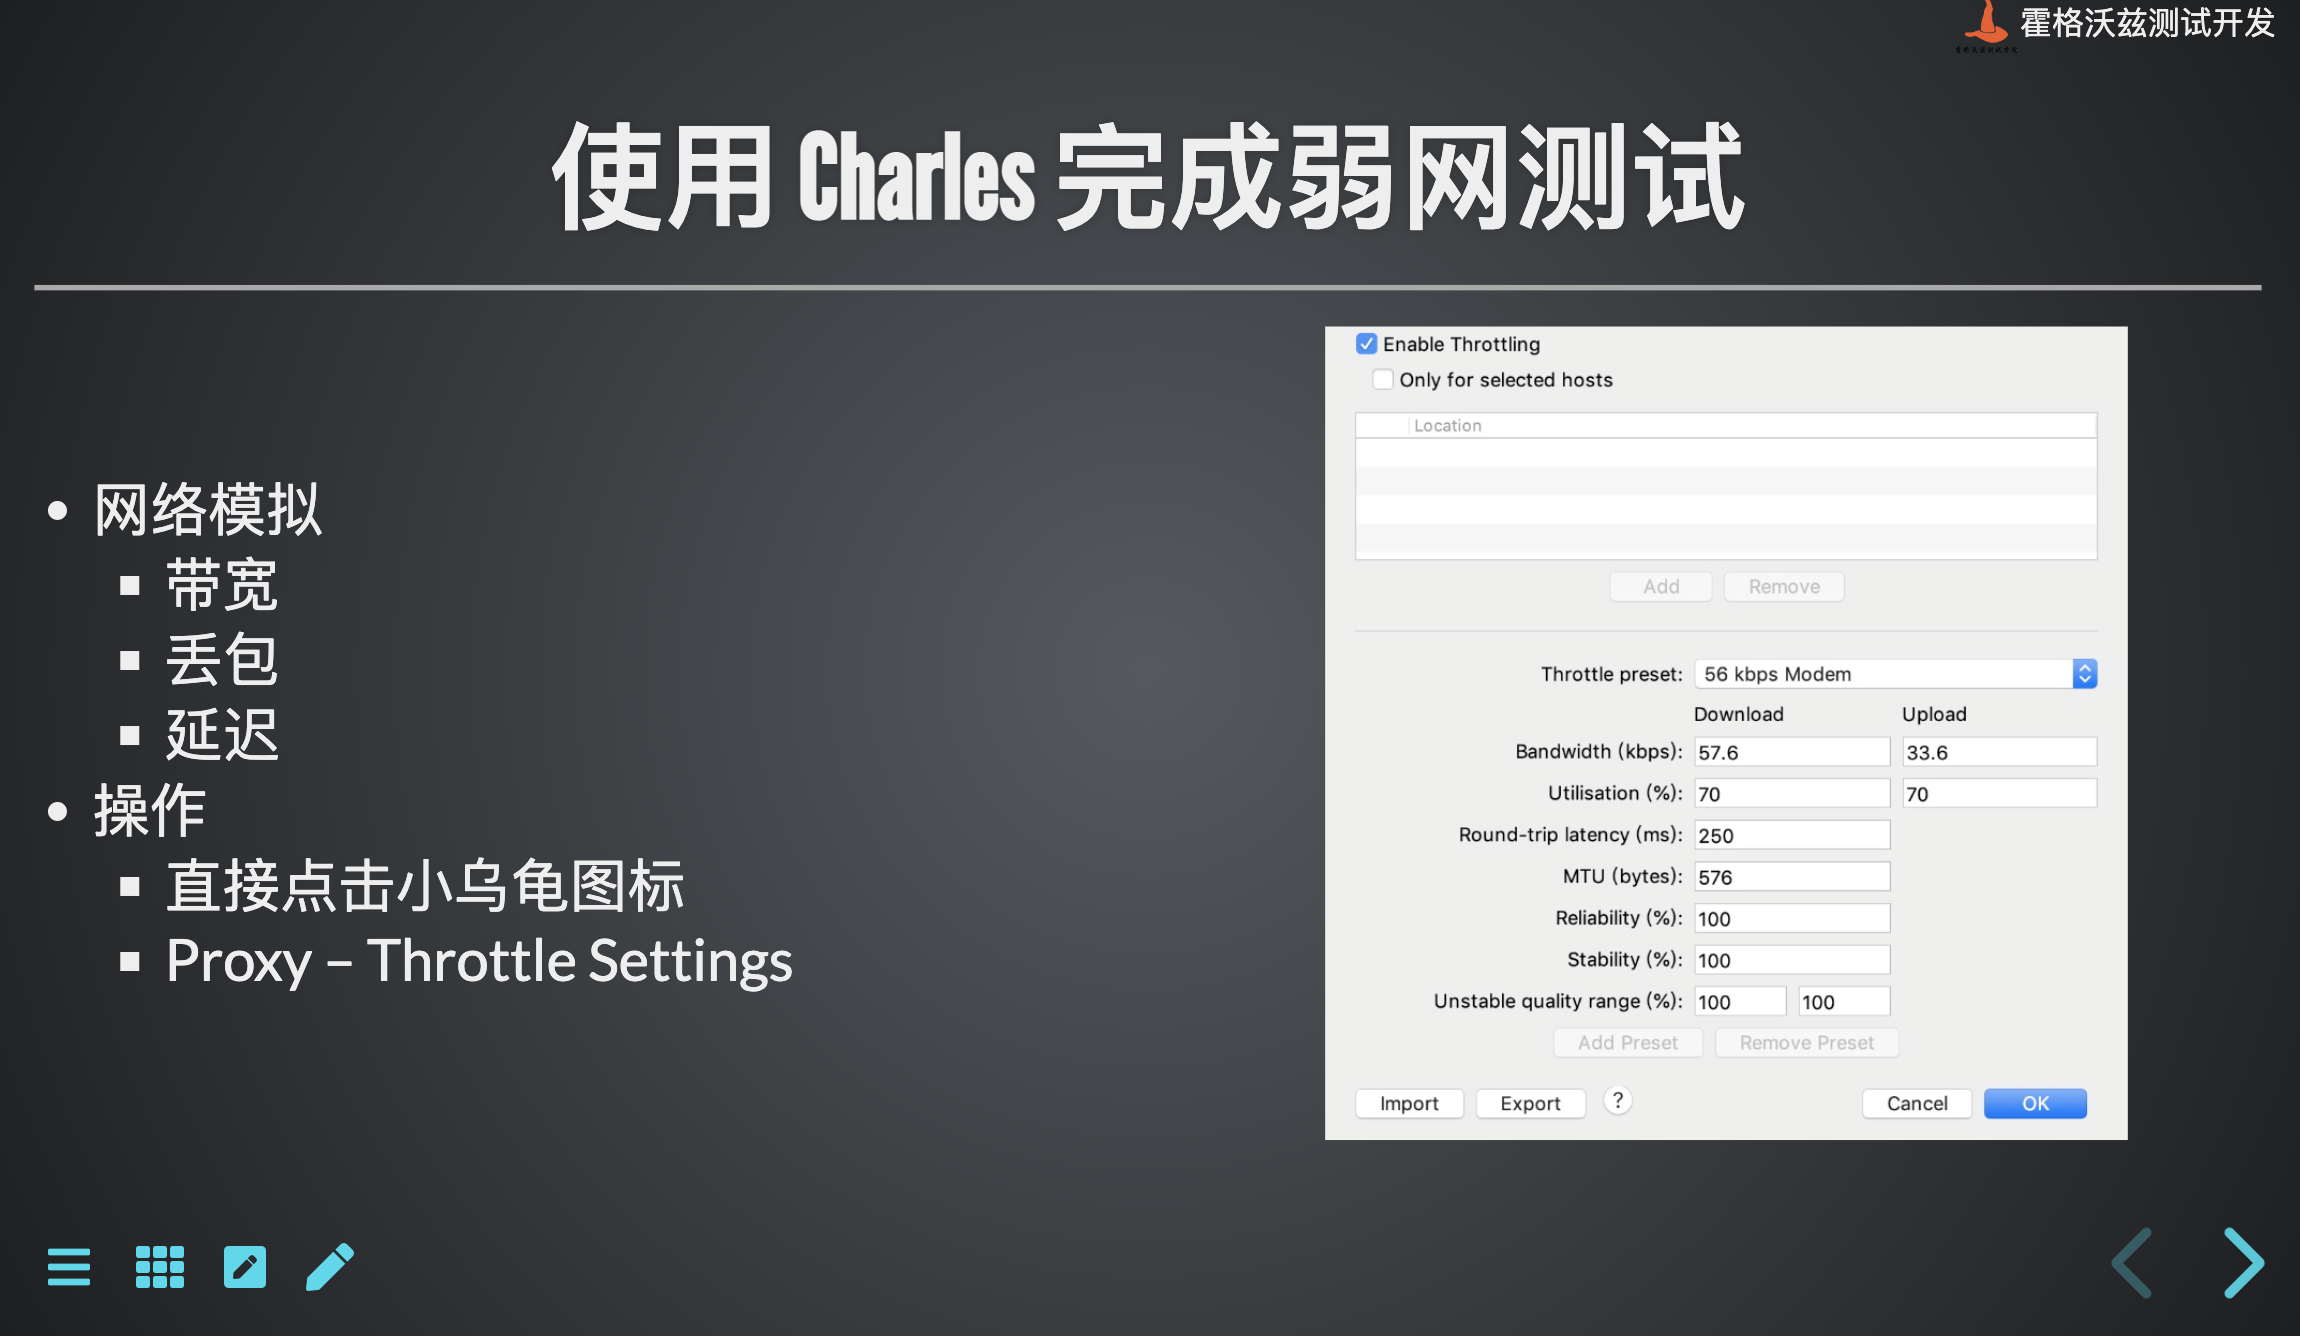 霍格沃兹测试开发
使用 Charles 完成弱网测试
网络模拟
带宽
丢包
延迟
操作
直接点击小乌龟图标
Proxy – Throttle Settings
Enable Throttling
Only for selected hosts
Location
Add Remove
Throttle preset: 56 kbps Modem
Download Upload
Bandwidth (kbps): 57.6 33.6
Utilisation (%): 70 70
Round-trip latency (ms): 250
MTU (bytes): 576
Reliability (%): 100
Stability (%): 100
Unstable quality range (%): 100 100
Add Preset Remove Preset
Import Export ? Cancel OK